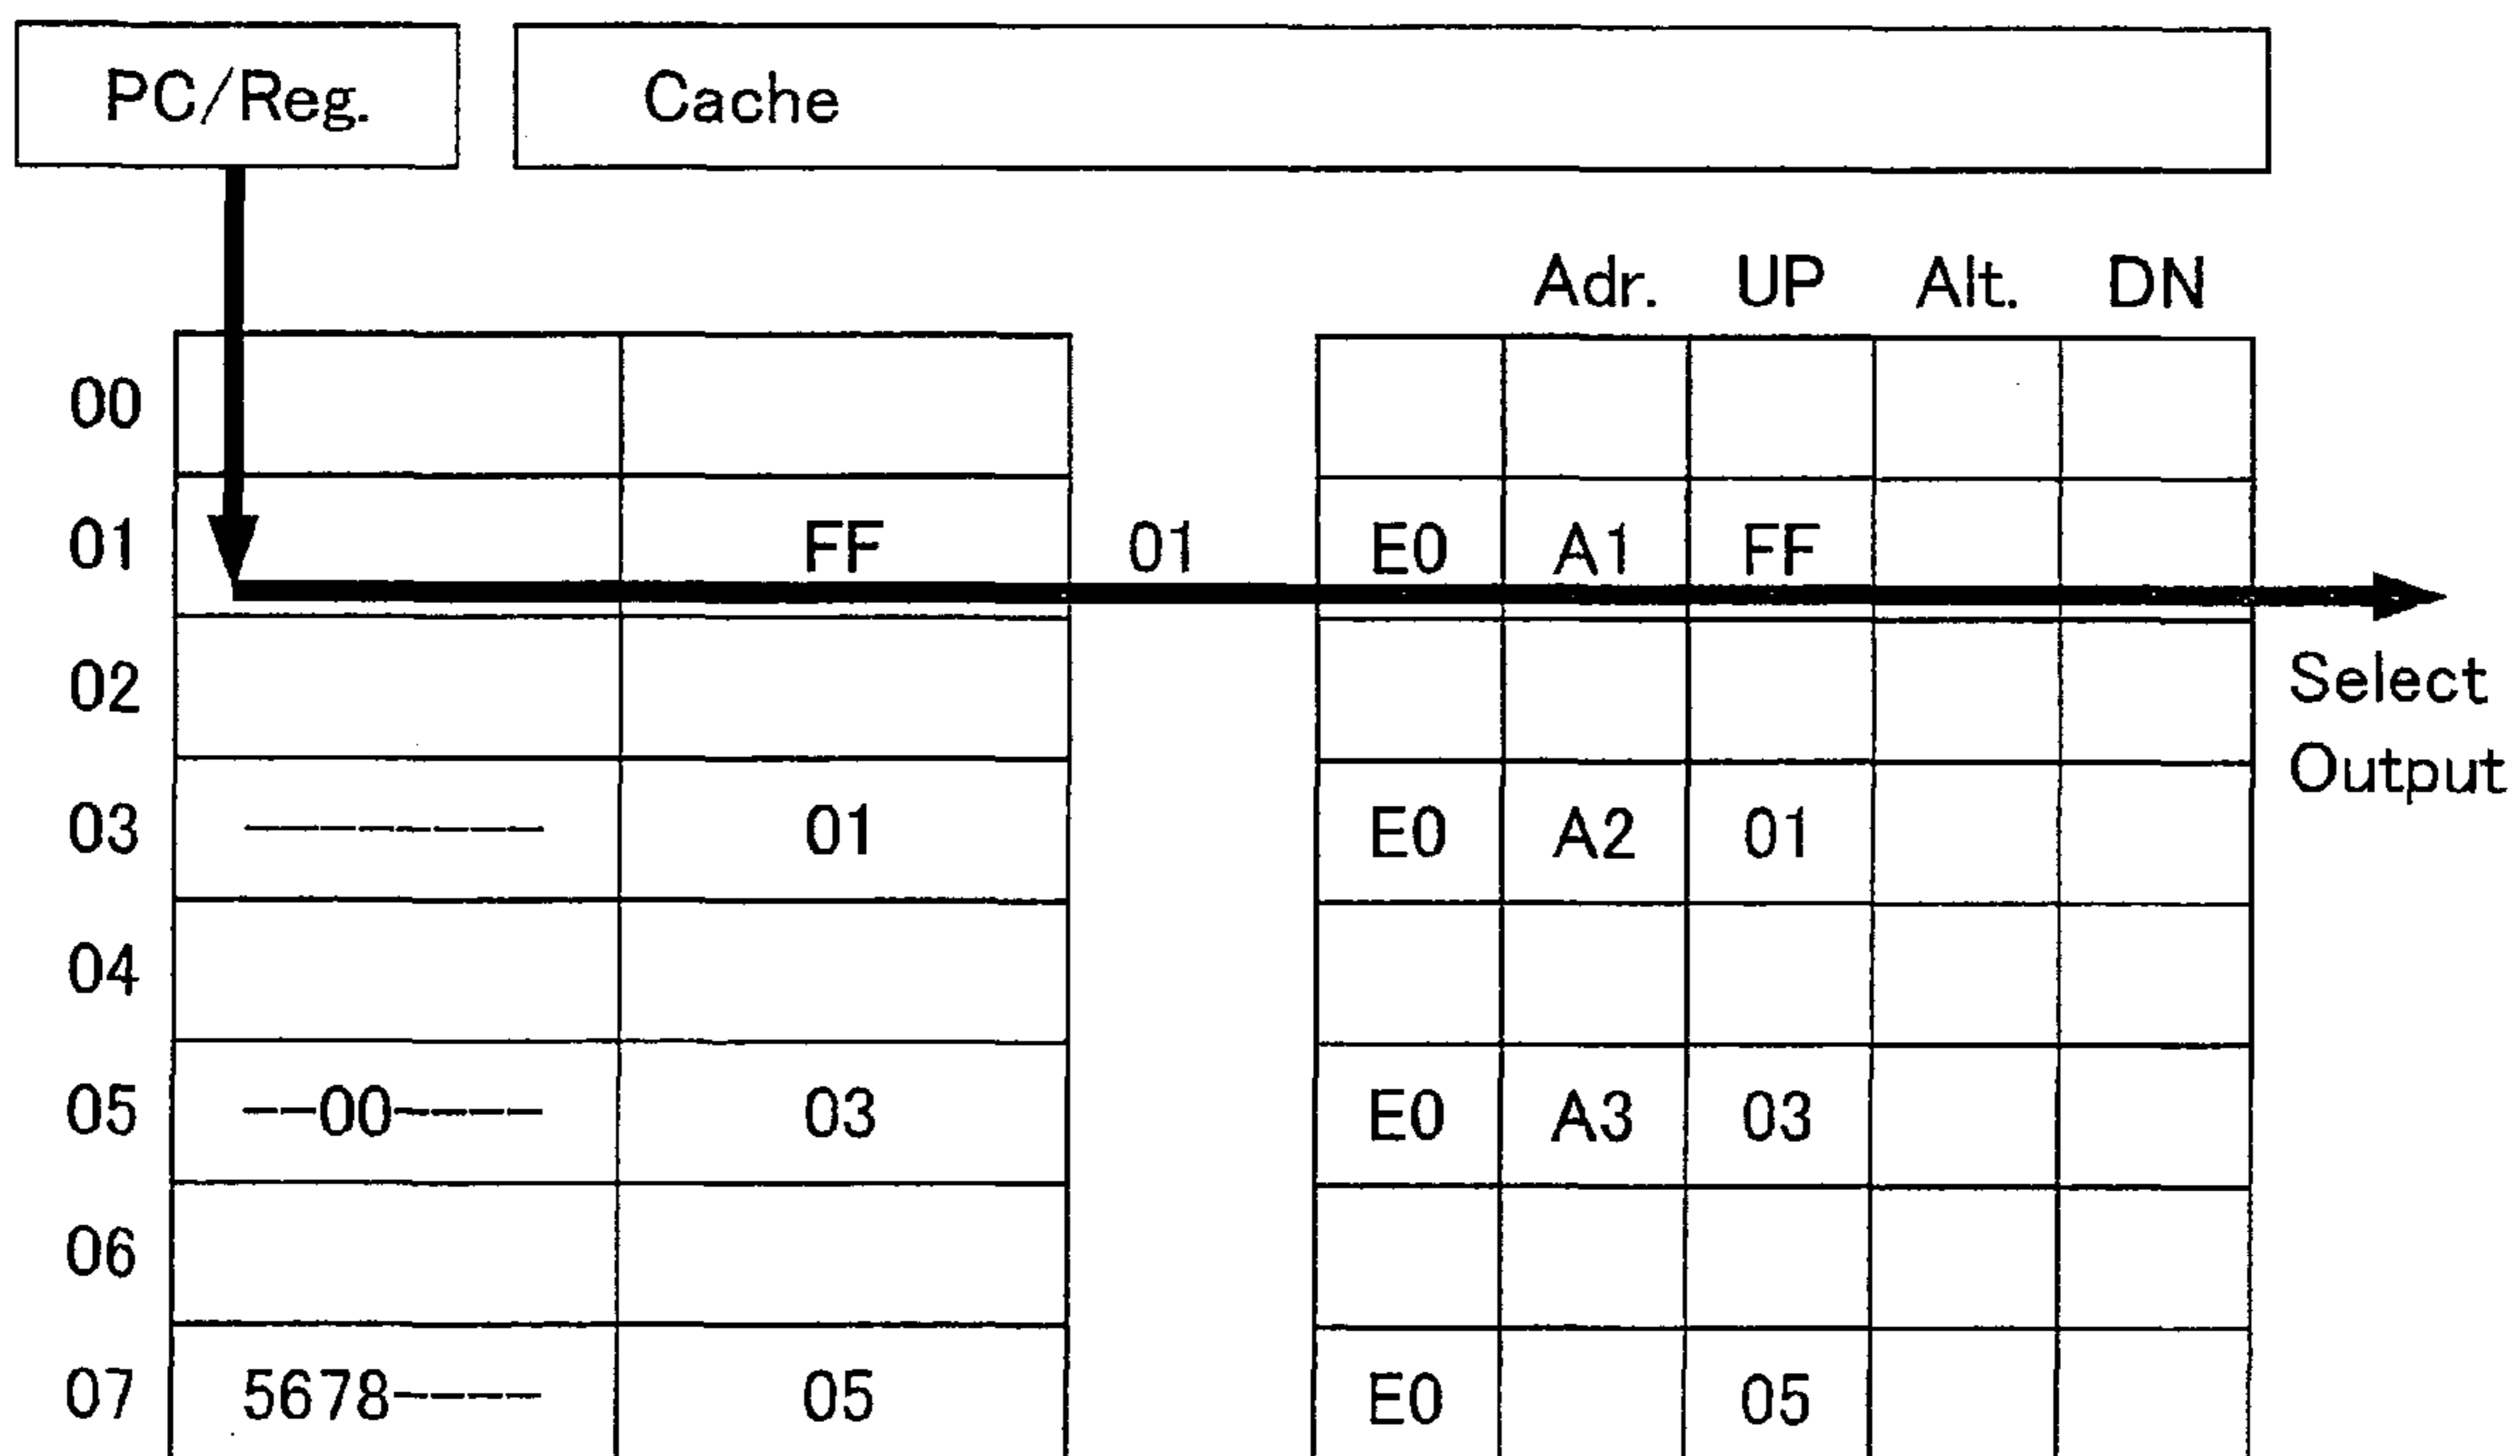 PC/Reg. Cache
Adr. UP Alt. DN
00
01 FF 01 E0 A1 FF
02
Select
Output
03 -------- 01 E0 A2 01
04
05 --00---- 03 E0 A3 03
06
07 5678---- 05 E0 05